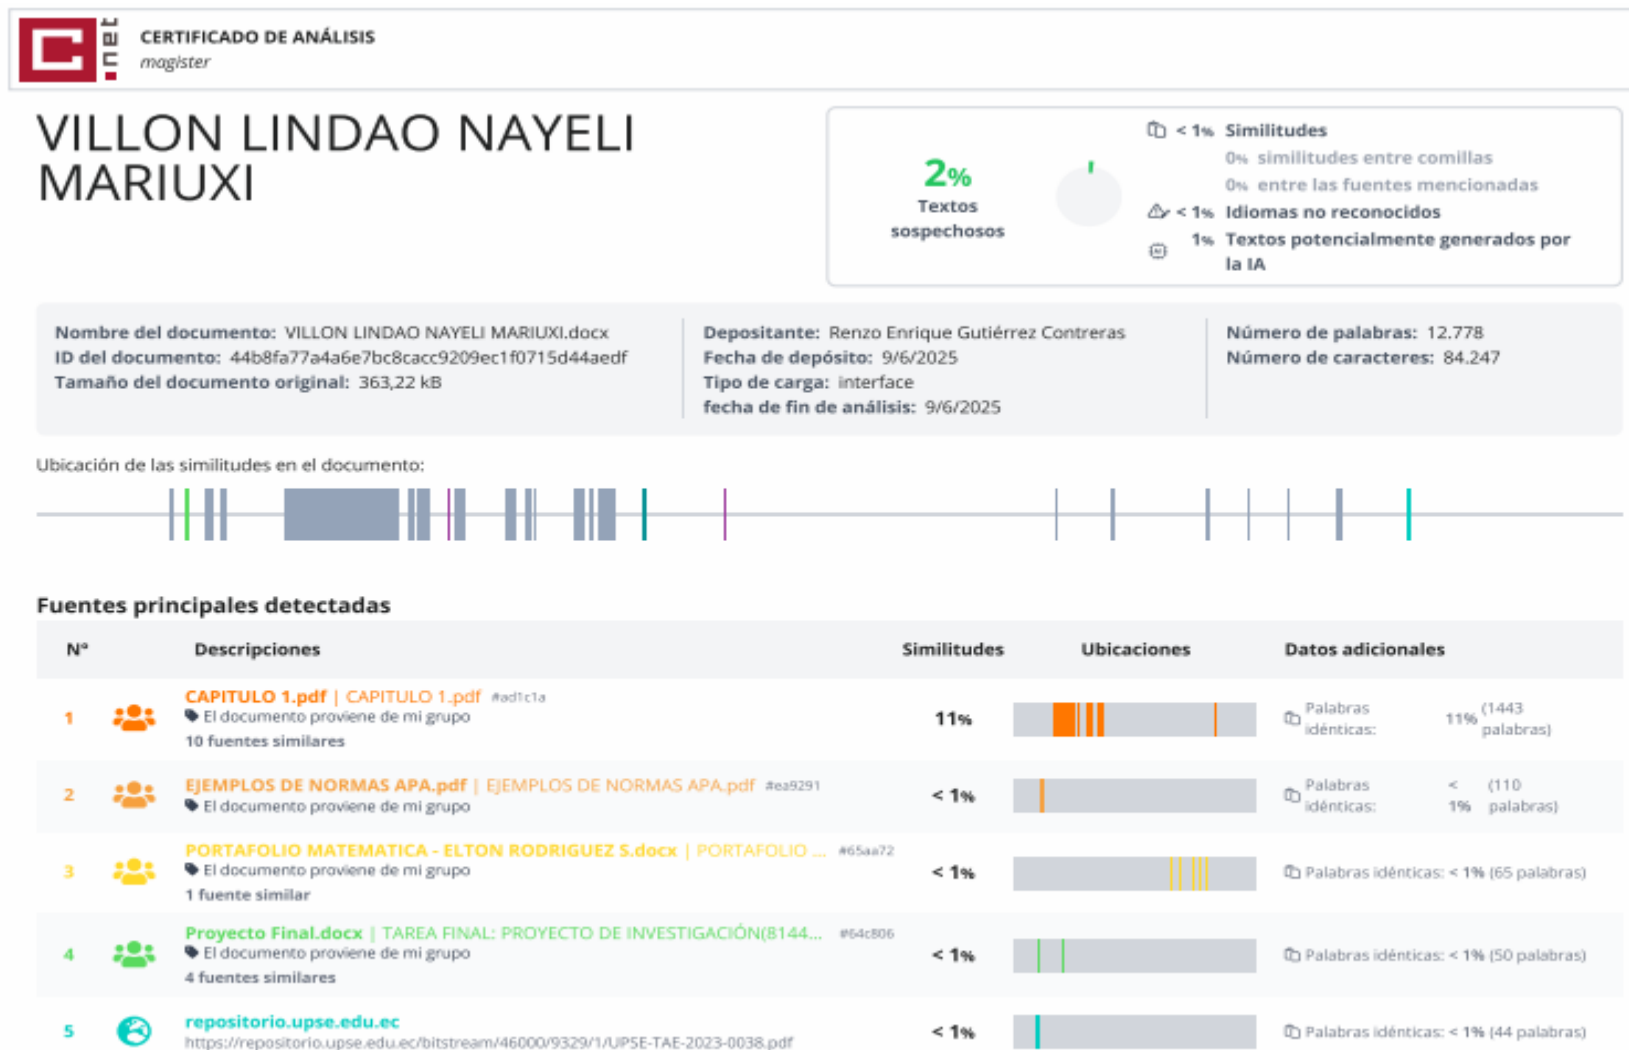 C.net
CERTIFICADO DE ANÁLISIS
magister
VILLON LINDAO NAYELI
MARIUXI
2%
Textos
sospechosos
< 1% Similitudes
0% similitudes entre comillas
0% entre las fuentes mencionadas
< 1% Idiomas no reconocidos
1% Textos potencialmente generados por
la IA
Nombre del documento: VILLON LINDAO NAYELI MARIUXI.docx
ID del documento: 44b8fa77a4a6e7bc8cacc9209ec1f0715d44aedf
Tamaño del documento original: 363,22 kB
Depositante: Renzo Enrique Gutiérrez Contreras
Fecha de depósito: 9/6/2025
Tipo de carga: interface
fecha de fin de análisis: 9/6/2025
Número de palabras: 12.778
Número de caracteres: 84.247
Ubicación de las similitudes en el documento:
Fuentes principales detectadas
N° Descripciones Similitudes Ubicaciones Datos adicionales
1 CAPITULO 1.pdf | CAPITULO 1.pdf #ad1c1a
El documento proviene de mi grupo
10 fuentes similares
11%
Palabras idénticas: 11% (1443 palabras)
2 EJEMPLOS DE NORMAS APA.pdf | EJEMPLOS DE NORMAS APA.pdf #ea9291
El documento proviene de mi grupo
< 1%
Palabras idénticas: < 1% (110 palabras)
3 PORTAFOLIO MATEMATICA - ELTON RODRIGUEZ S.docx | PORTAFOLIO ... #65aa72
El documento proviene de mi grupo
1 fuente similar
< 1%
Palabras idénticas: < 1% (65 palabras)
4 Proyecto Final.docx | TAREA FINAL: PROYECTO DE INVESTIGACIÓN(8144... #64c806
El documento proviene de mi grupo
4 fuentes similares
< 1%
Palabras idénticas: < 1% (50 palabras)
5 repositorio.upse.edu.ec
https://repositorio.upse.edu.ec/bitstream/46000/9329/1/UPSE-TAE-2023-0038.pdf
< 1%
Palabras idénticas: < 1% (44 palabras)